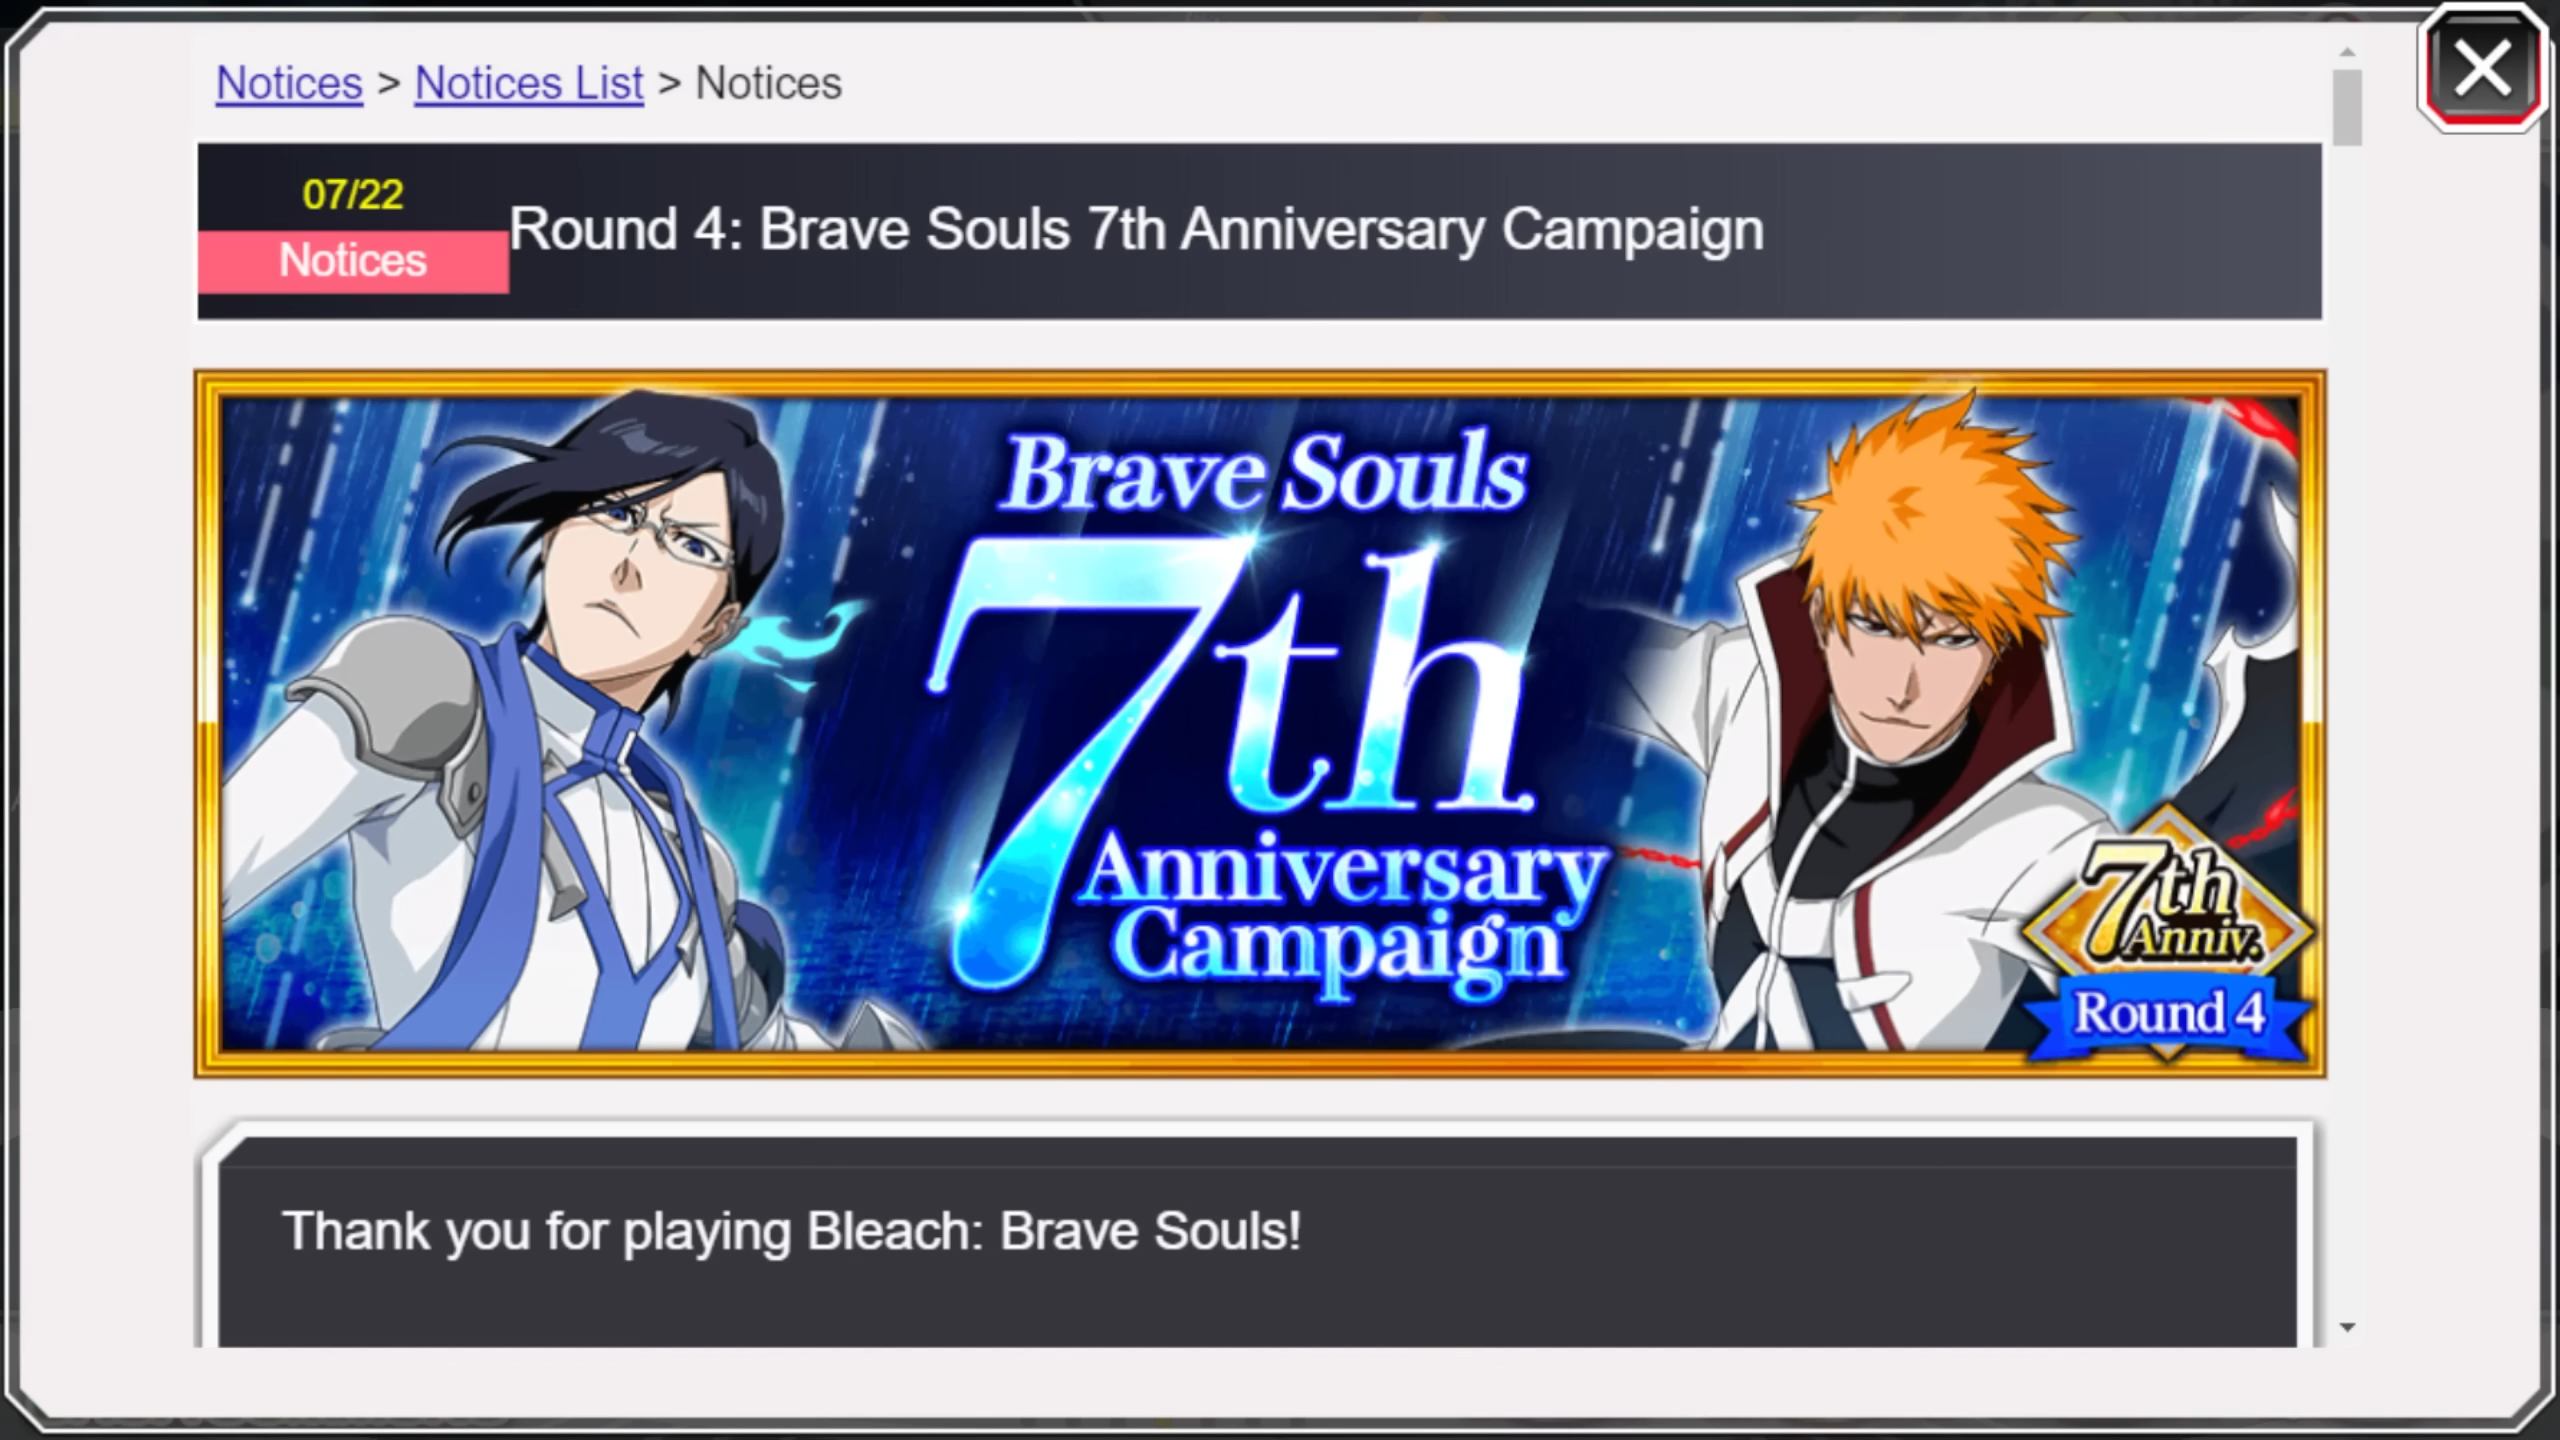 Notices > Notices List > Notices
07/22
Notices
Round 4: Brave Souls 7th Anniversary Campaign
Brave Souls
7th
Anniversary
Campaign
7th
Anniv.
Round 4
Thank you for playing Bleach: Brave Souls!